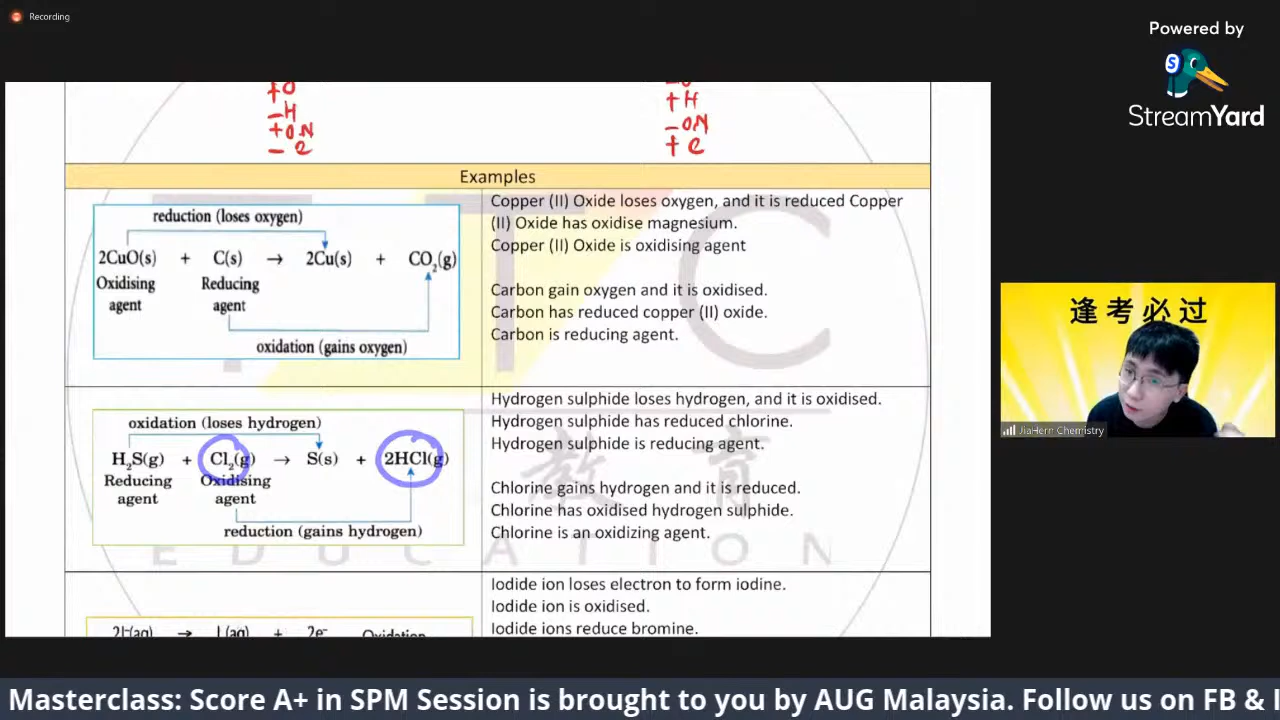 Recording
Powered by
S
StreamYard
+ O
- H
+ O N
- e
+ H
- O N
+ e
Examples
reduction (loses oxygen)
2CuO(s) + C(s) → 2Cu(s) + CO₂(g)
Oxidising agent
Reducing agent
oxidation (gains oxygen)
Copper (II) Oxide loses oxygen, and it is reduced Copper
(II) Oxide has oxidise magnesium.
Copper (II) Oxide is oxidising agent
Carbon gain oxygen and it is oxidised.
Carbon has reduced copper (II) oxide.
Carbon is reducing agent.
oxidation (loses hydrogen)
H₂S(g) + Cl₂(g) → S(s) + 2HCl(g)
Reducing agent
Oxidising agent
reduction (gains hydrogen)
Hydrogen sulphide loses hydrogen, and it is oxidised.
Hydrogen sulphide has reduced chlorine.
Hydrogen sulphide is reducing agent.
Chlorine gains hydrogen and it is reduced.
Chlorine has oxidised hydrogen sulphide.
Chlorine is an oxidizing agent.
Iodide ion loses electron to form iodine.
Iodide ion is oxidised.
Iodide ions reduce bromine.
T T C
教 育
E D U C A T I O N
逢考必过
JiaHern Chemistry
Masterclass: Score A+ in SPM Session is brought to you by AUG Malaysia. Follow us on FB & I